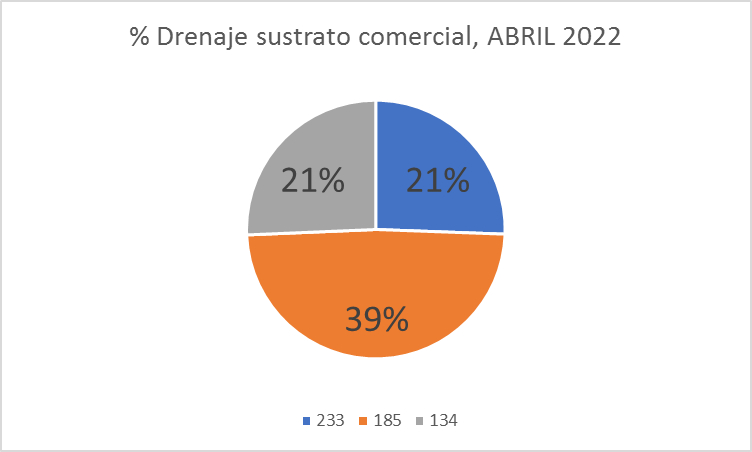 % Drenaje sustrato comercial, ABRIL 2022
21% 21%
39%
233 185 134